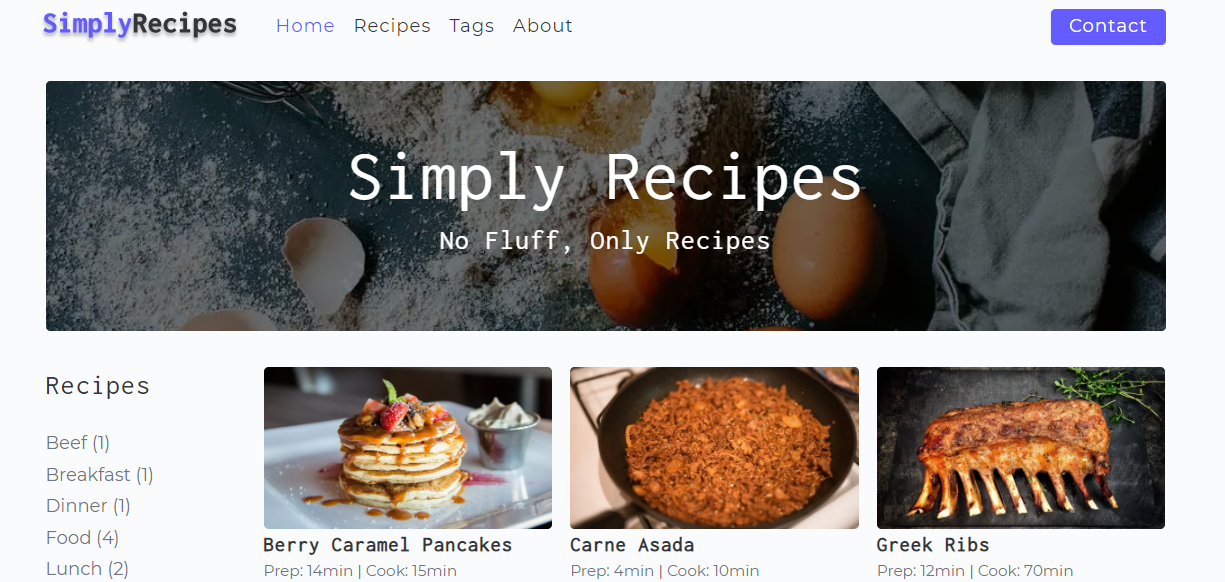 SimplyRecipes Home Recipes Tags About Contact
Simply Recipes
No Fluff, Only Recipes
Recipes
Beef (1)
Breakfast (1)
Dinner (1)
Food (4)
Lunch (2)
Berry Caramel Pancakes
Prep: 14min | Cook: 15min
Carne Asada
Prep: 4min | Cook: 10min
Greek Ribs
Prep: 12min | Cook: 70min